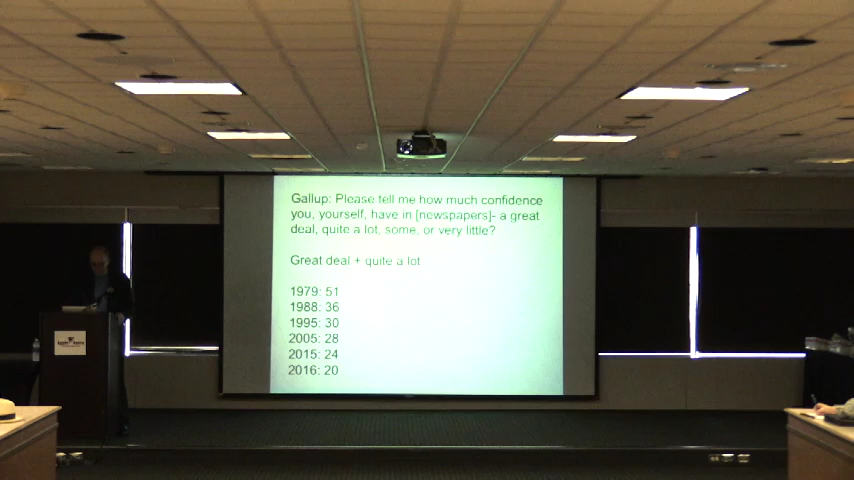 Gallup: Please tell me how much confidence
you, yourself, have in [newspapers]- a great
deal, quite a lot, some, or very little?
Great deal + quite a lot
1979: 51
1988: 36
1995: 30
2005: 28
2015: 24
2016: 20